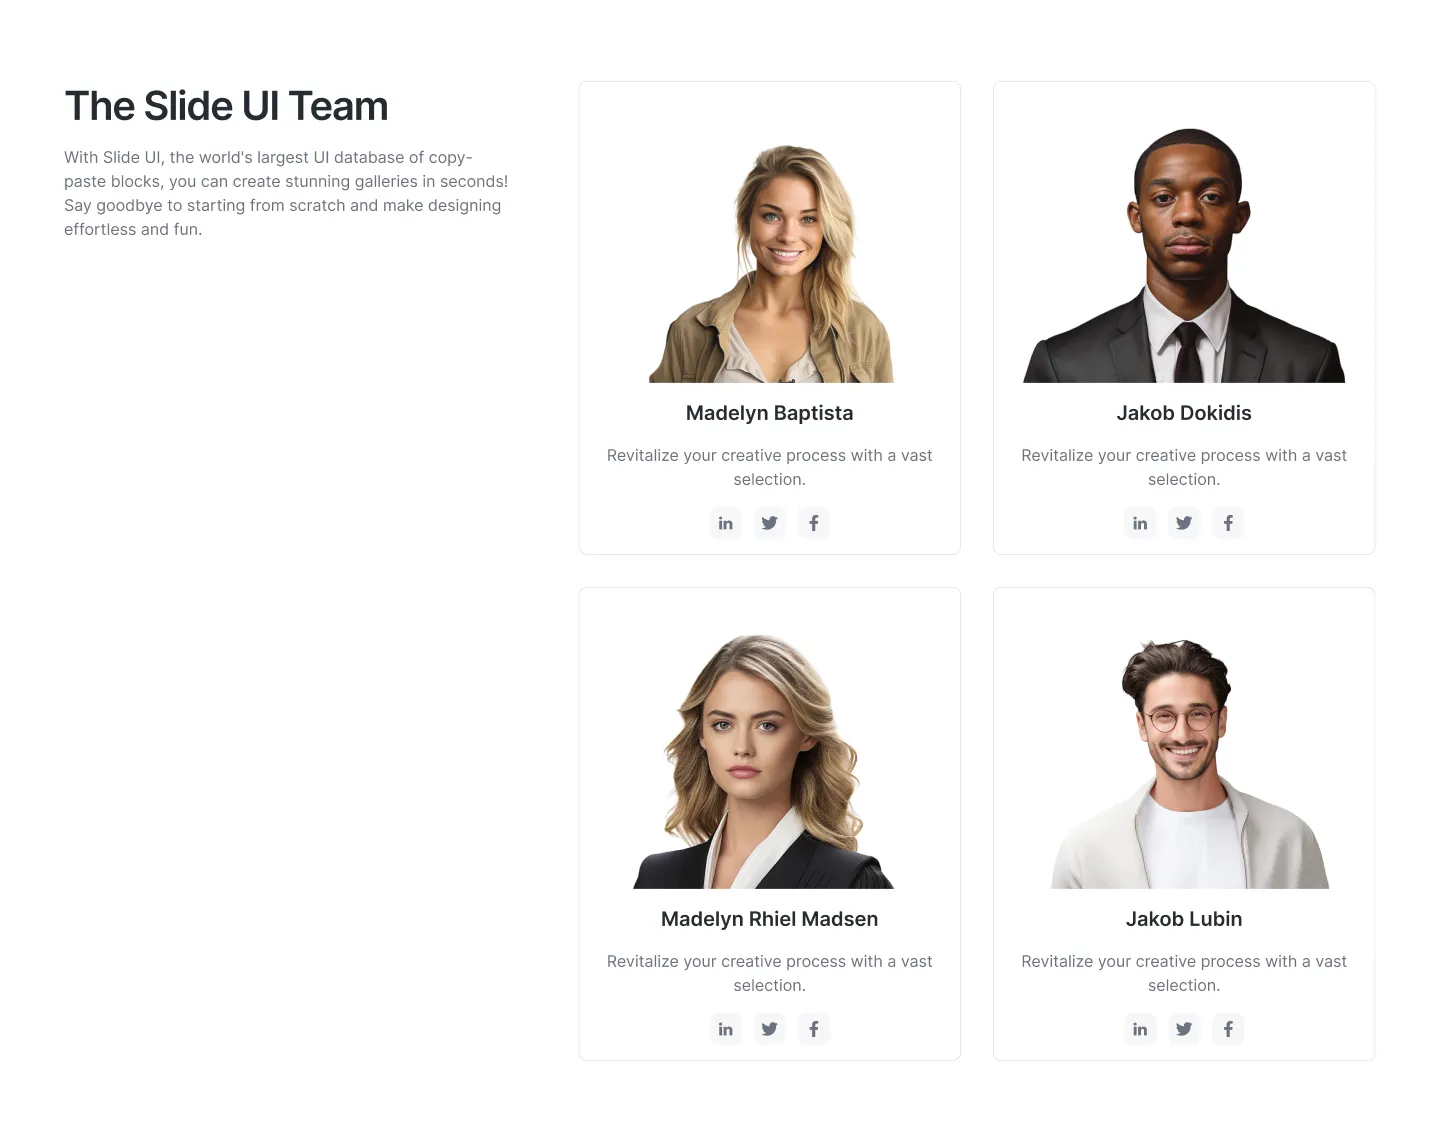 The Slide UI Team
With Slide UI, the world's largest UI database of copy-
paste blocks, you can create stunning galleries in seconds!
Say goodbye to starting from scratch and make designing
effortless and fun.
Madelyn Baptista
Revitalize your creative process with a vast
selection.
in
f
Jakob Dokidis
Revitalize your creative process with a vast
selection.
in
f
Madelyn Rhiel Madsen
Revitalize your creative process with a vast
selection.
in
f
Jakob Lubin
Revitalize your creative process with a vast
selection.
in
f